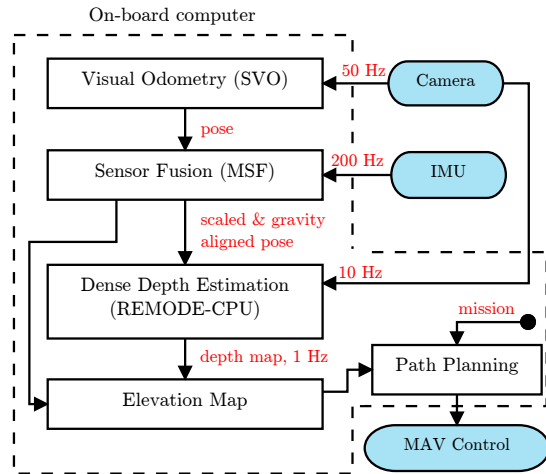 On-board computer
50 Hz
Visual Odometry (SVO)
Camera
pose
200 Hz
Sensor Fusion (MSF)
IMU
scaled & gravity
aligned pose
10 Hz
Dense Depth Estimation
(REMODE-CPU)
mission
depth map, 1 Hz
Path Planning
Elevation Map
MAV Control